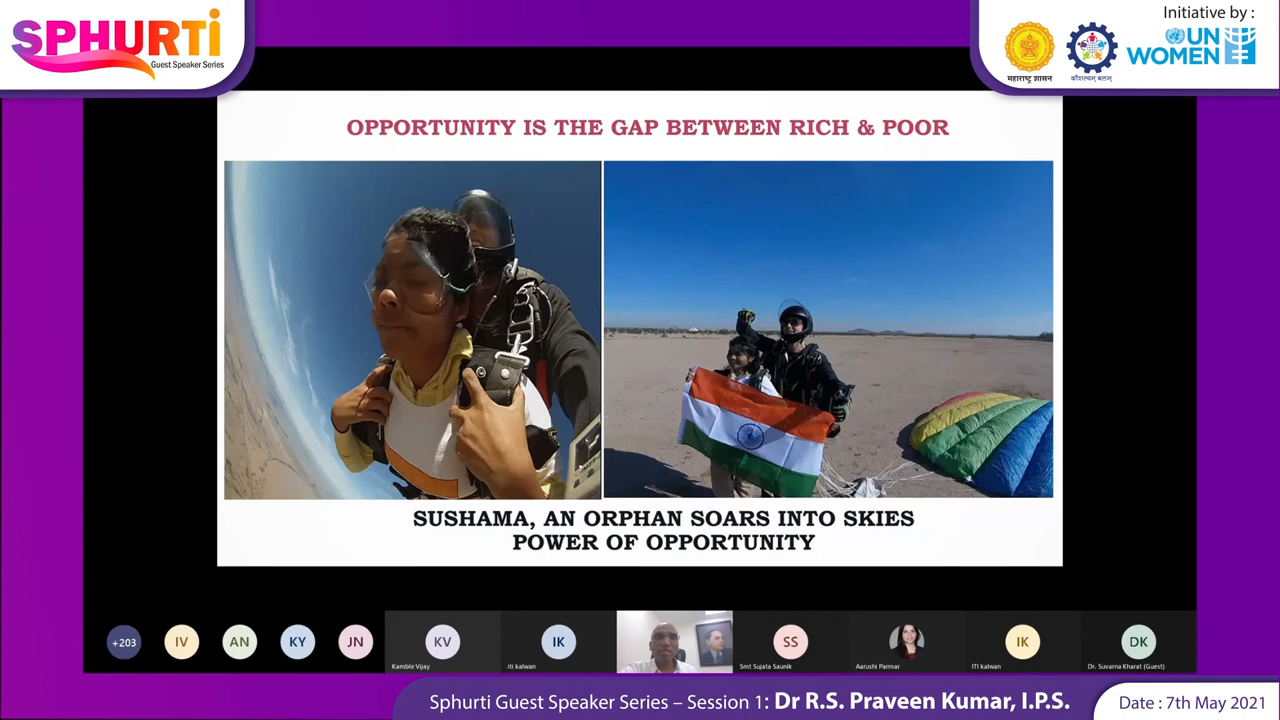 SPHURTI
Guest Speaker Series
Initiative by :
महाराष्ट्र शासन
कौशल्यम् बलम्
UN
WOMEN
OPPORTUNITY IS THE GAP BETWEEN RICH & POOR
SUSHAMA, AN ORPHAN SOARS INTO SKIES
POWER OF OPPORTUNITY
+203
IV
AN
KY
JN
KV
Kamble Vijay
IK
iti kalwan
SS
Smt Sujata Saunik
Aarushi Parmar
IK
ITI kalwan
DK
Dr. Suvarna Kharat (Guest)
Sphurti Guest Speaker Series – Session 1: Dr R.S. Praveen Kumar, I.P.S.
Date : 7th May 2021